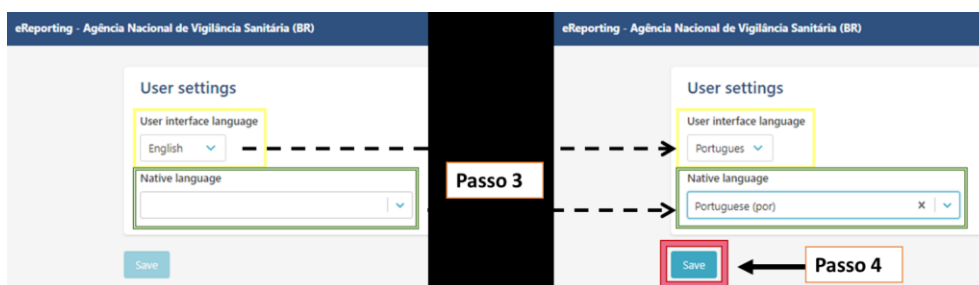 eReporting - Agência Nacional de Vigilância Sanitária (BR)
User settings
User interface language
English
Native language
Save
Passo 3
eReporting - Agência Nacional de Vigilância Sanitária (BR)
User settings
User interface language
Portugues
Native language
Portuguese (por)
Save
Passo 4